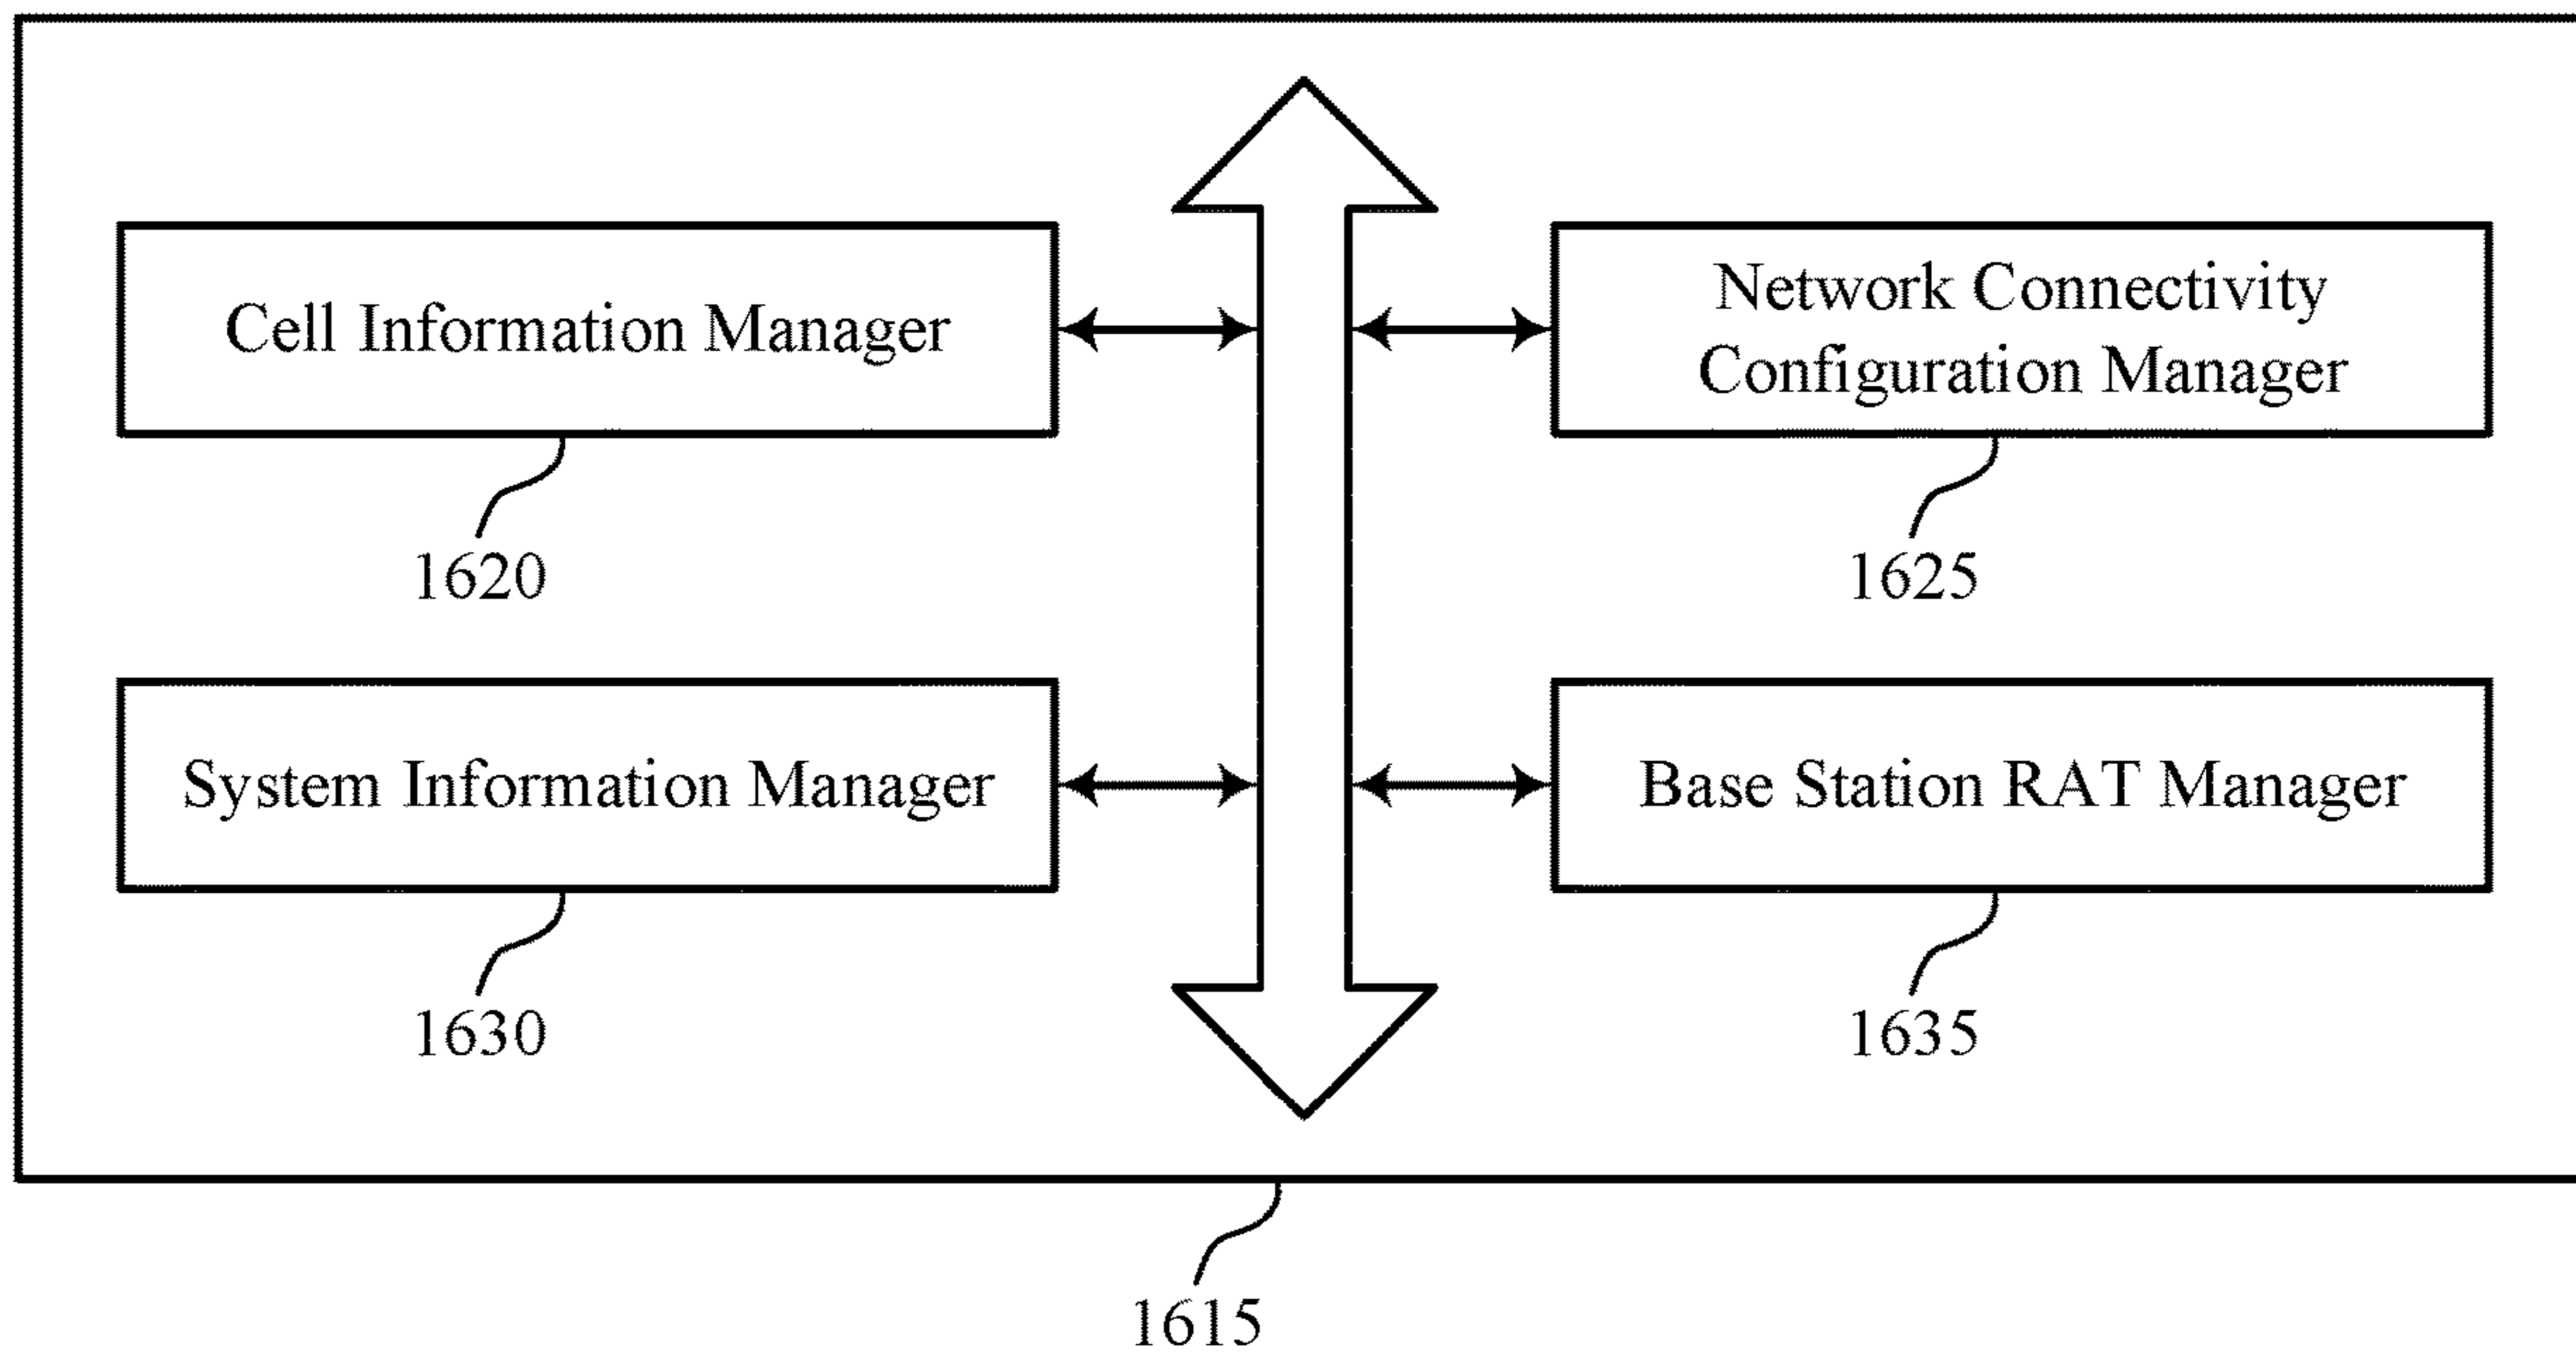 Cell Information Manager
Network Connectivity
Configuration Manager
1620
1625
System Information Manager
Base Station RAT Manager
1630
1635
1615